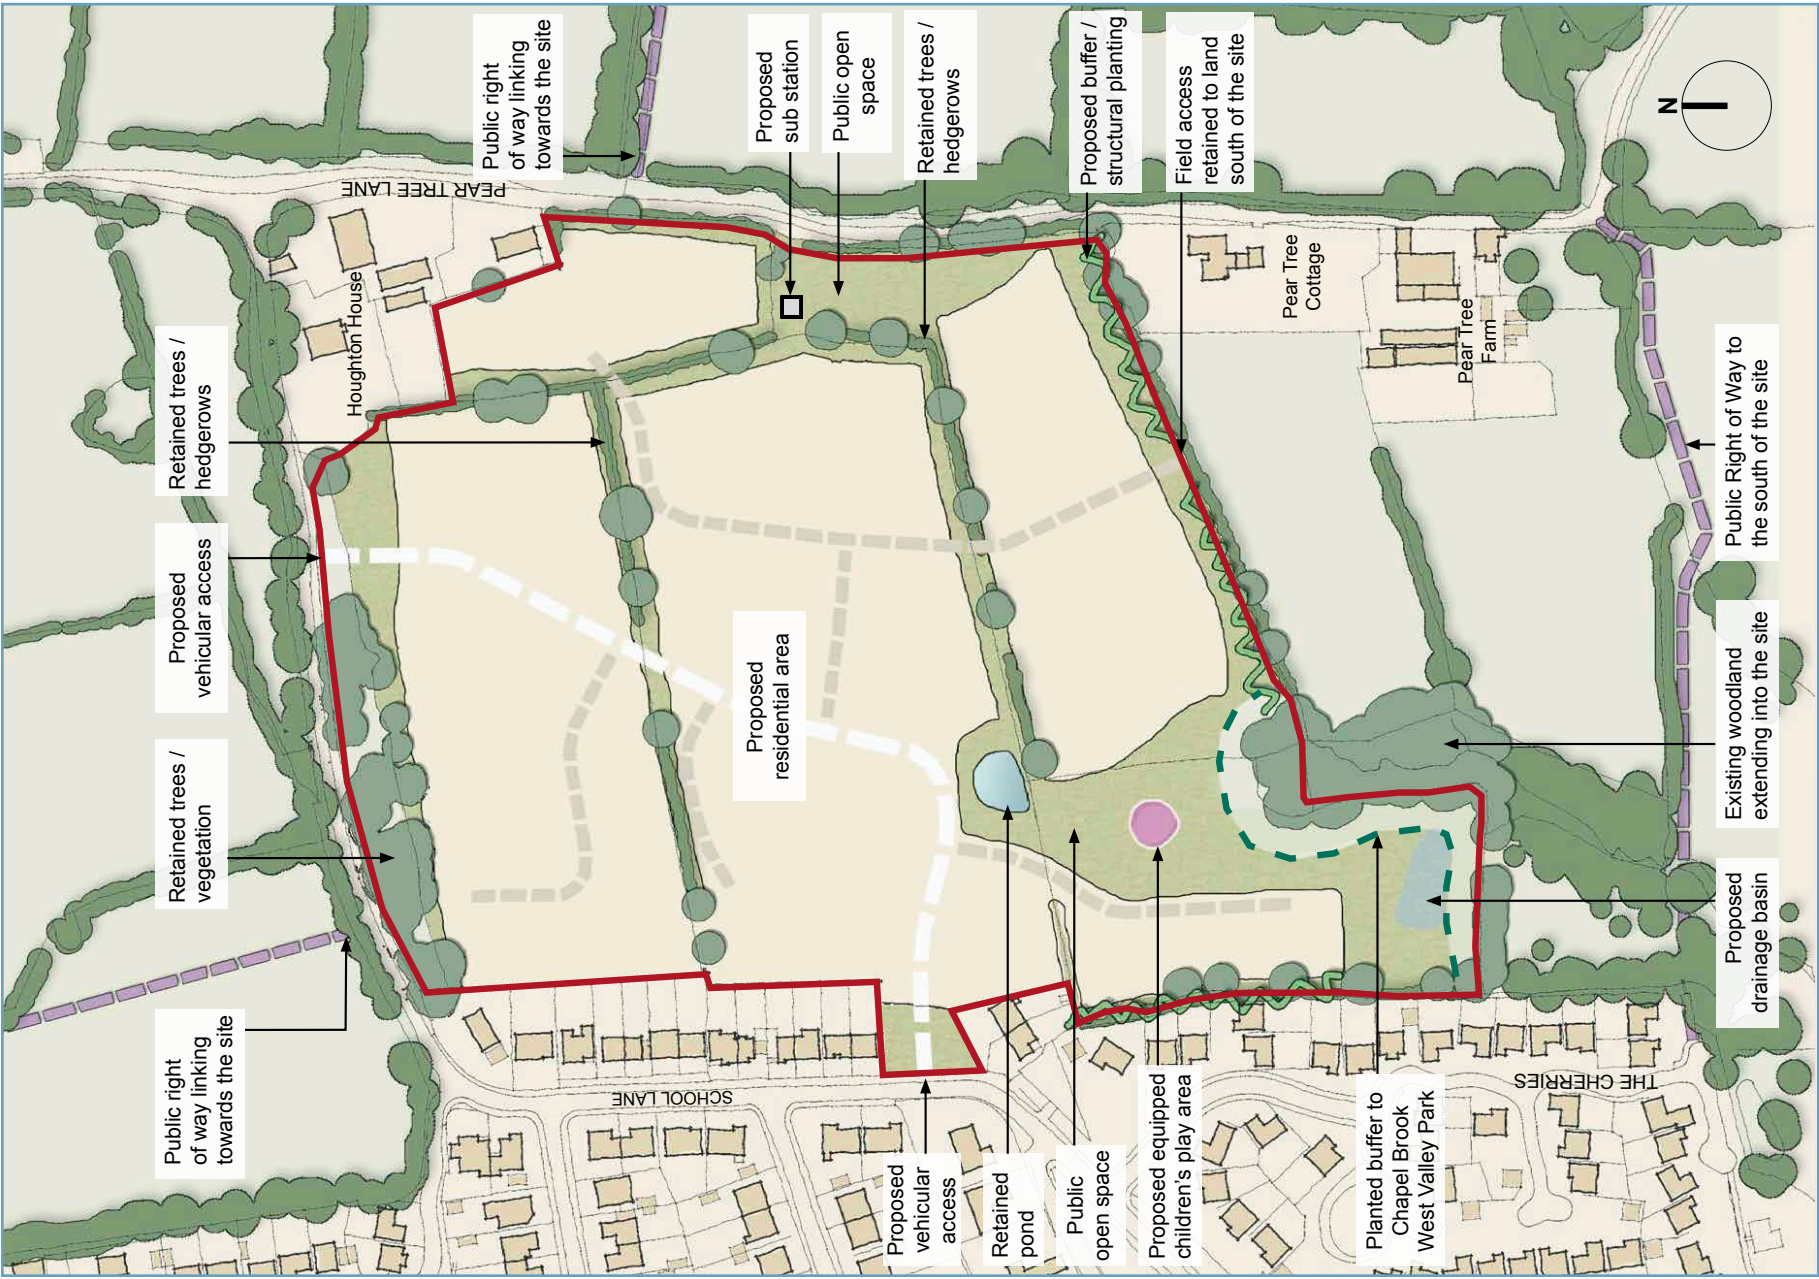 Public right
of way linking
towards the site
Retained trees /
vegetation
Proposed
vehicular access
Retained trees /
hedgerows
Houghton House
PEAR TREE LANE
Public right
of way linking
towards the site
Proposed
sub station
Public open
space
Retained trees /
hedgerows
Proposed buffer /
structural planting
Field access
retained to land
south of the site
N
Pear Tree
Cottage
Pear Tree
Farm
Public Right of Way to
the south of the site
Existing woodland
extending into the site
Proposed
drainage basin
Proposed
residential area
SCHOOL LANE
THE CHERRIES
Proposed
vehicular
access
Retained
pond
Public
open space
Proposed equipped
children's play area
Planted buffer to
Chapel Brook
West Valley Park